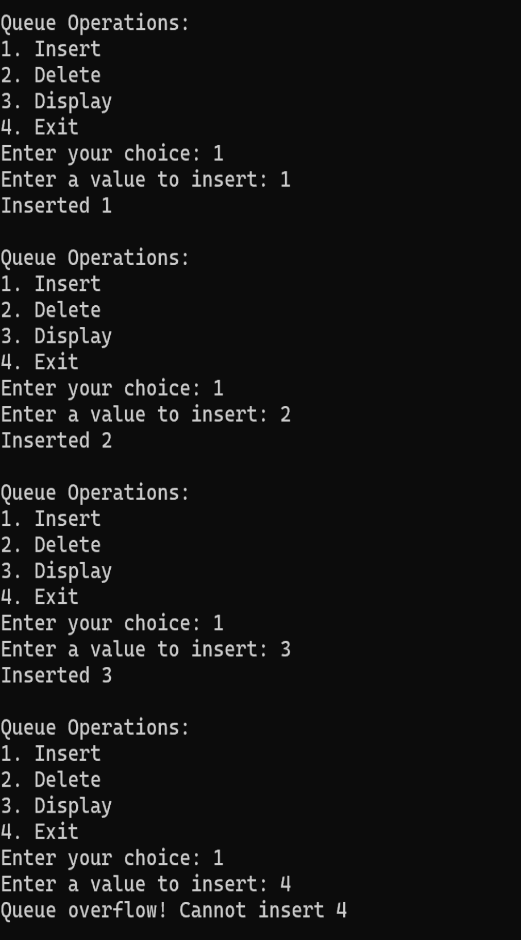 Queue Operations:
1. Insert
2. Delete
3. Display
4. Exit
Enter your choice: 1
Enter a value to insert: 1
Inserted 1

Queue Operations:
1. Insert
2. Delete
3. Display
4. Exit
Enter your choice: 1
Enter a value to insert: 2
Inserted 2

Queue Operations:
1. Insert
2. Delete
3. Display
4. Exit
Enter your choice: 1
Enter a value to insert: 3
Inserted 3

Queue Operations:
1. Insert
2. Delete
3. Display
4. Exit
Enter your choice: 1
Enter a value to insert: 4
Queue overflow! Cannot insert 4